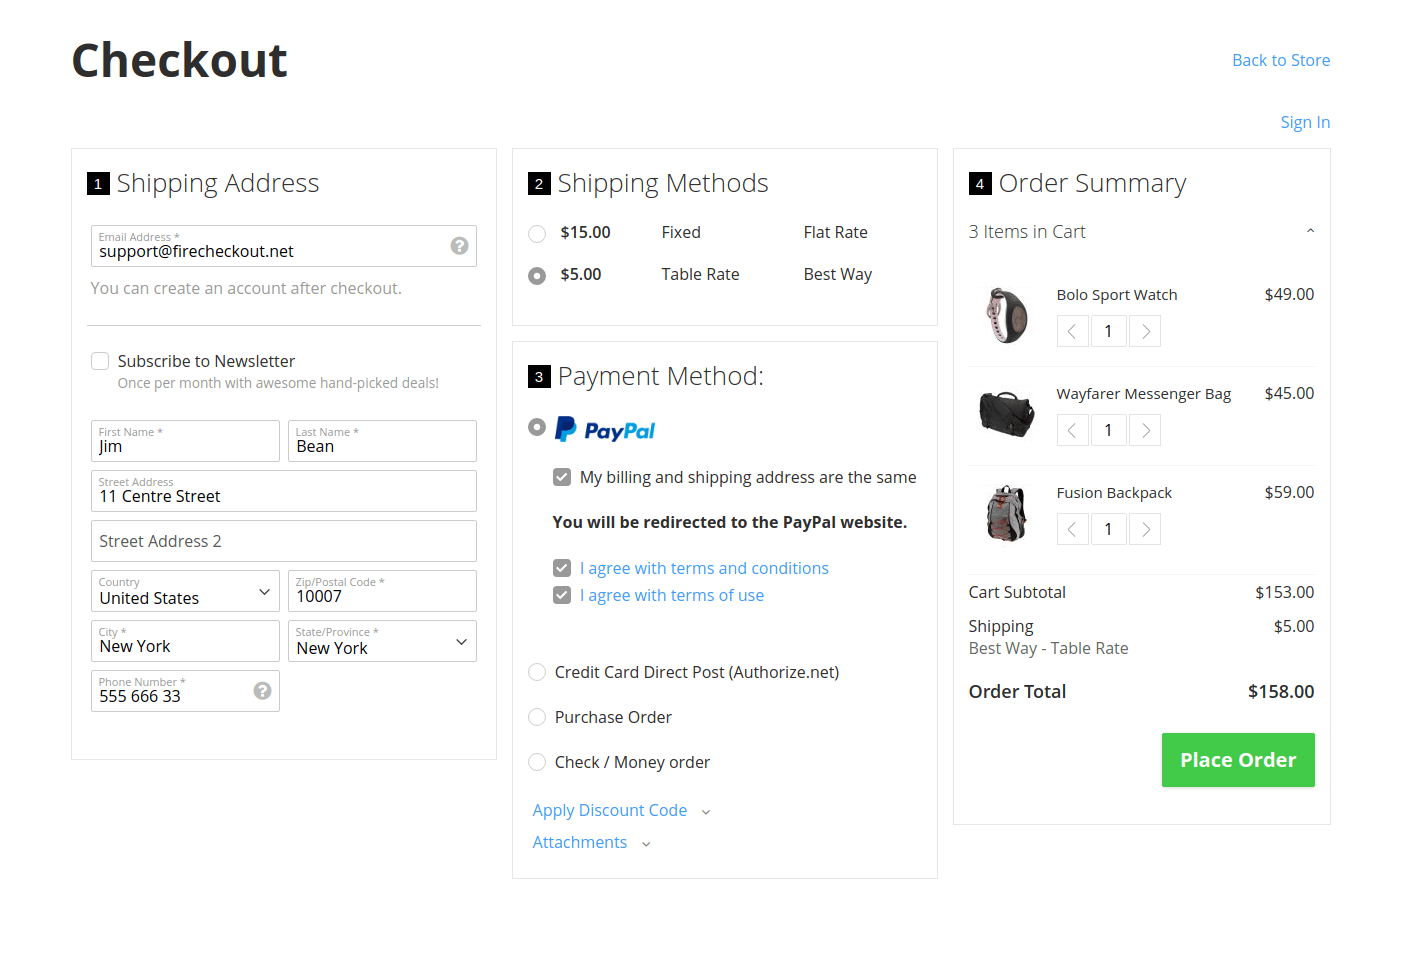 Checkout
Back to Store
Sign In
1 Shipping Address
Email Address *
support@firecheckout.net
?
You can create an account after checkout.
Subscribe to Newsletter
Once per month with awesome hand-picked deals!
First Name *
Jim
Last Name *
Bean
Street Address
11 Centre Street
Street Address 2
Country
United States
Zip/Postal Code *
10007
City *
New York
State/Province *
New York
Phone Number *
555 666 33
?
2 Shipping Methods
$15.00 Fixed Flat Rate
$5.00 Table Rate Best Way
3 Payment Method:
PayPal
My billing and shipping address are the same
You will be redirected to the PayPal website.
I agree with terms and conditions
I agree with terms of use
Credit Card Direct Post (Authorize.net)
Purchase Order
Check / Money order
Apply Discount Code
Attachments
4 Order Summary
3 Items in Cart
Bolo Sport Watch $49.00
1
Wayfarer Messenger Bag $45.00
1
Fusion Backpack $59.00
1
Cart Subtotal $153.00
Shipping $5.00
Best Way - Table Rate
Order Total $158.00
Place Order